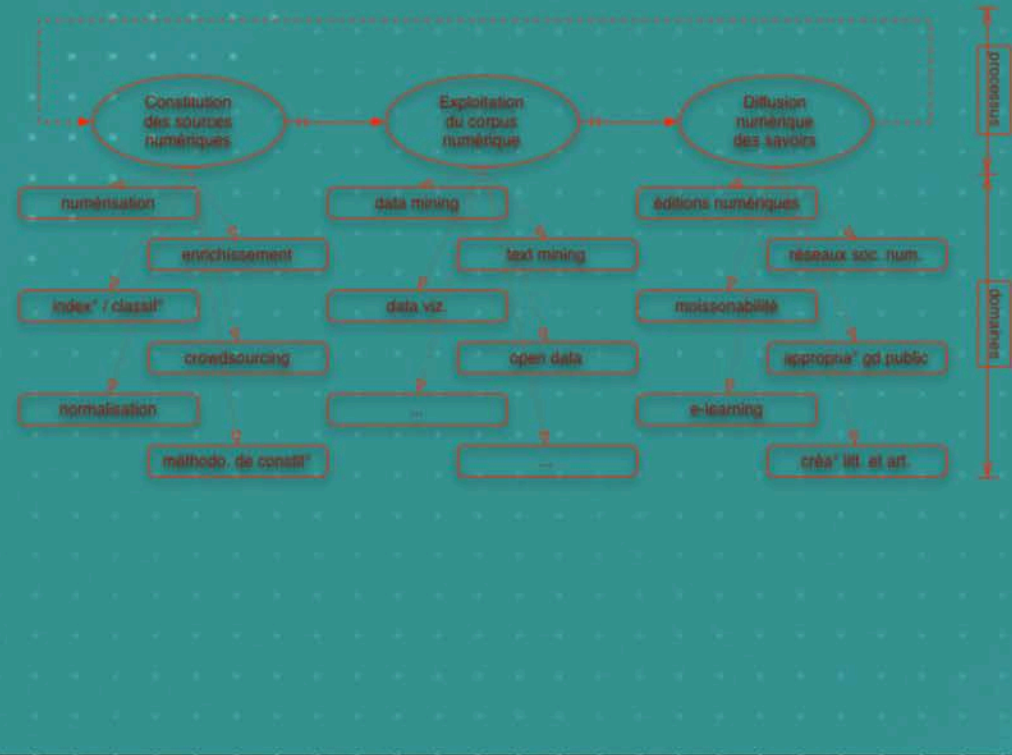 Constitution
des sources
numériques
Exploitation
du corpus
numérique
Diffusion
numérique
des savoirs
processus
numérisation
data mining
éditions numériques
enrichissement
text mining
réseaux soc. num.
index° / classif°
data viz.
moissonabilité
domaines
crowdsourcing
open data
appropria° gd public
normalisation
...
e-learning
méthodo. de constit°
...
créa° litt. et art.